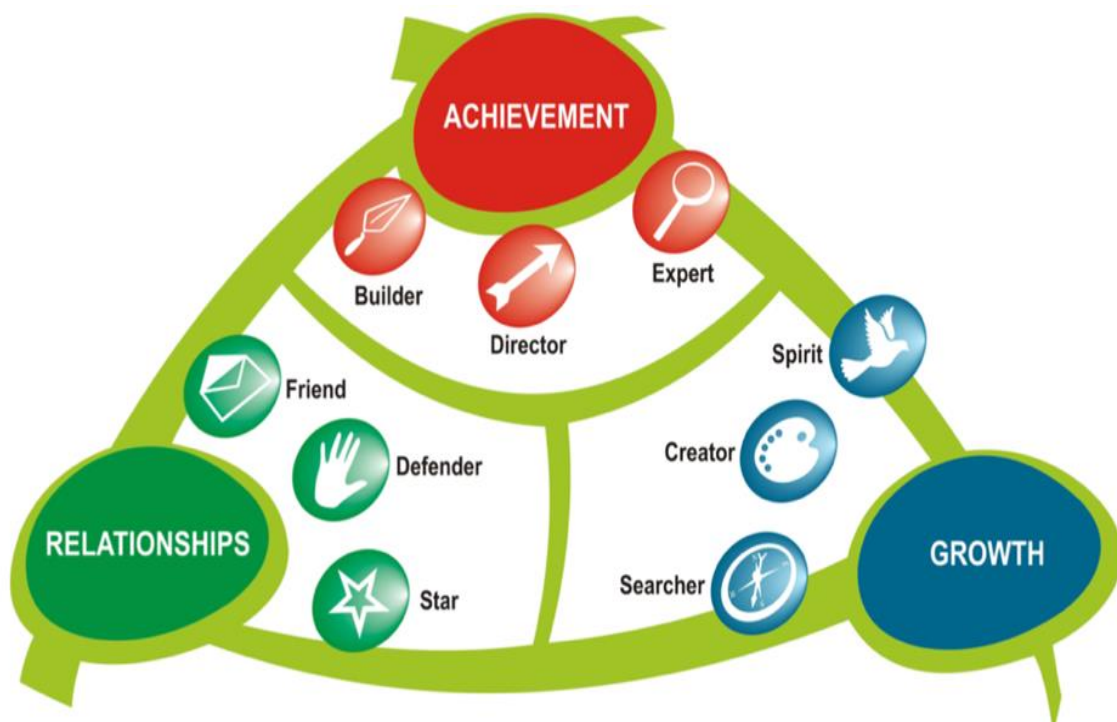 ACHIEVEMENT
Builder
Director
Expert
Friend
Defender
Star
RELATIONSHIPS
Spirit
Creator
Searcher
GROWTH